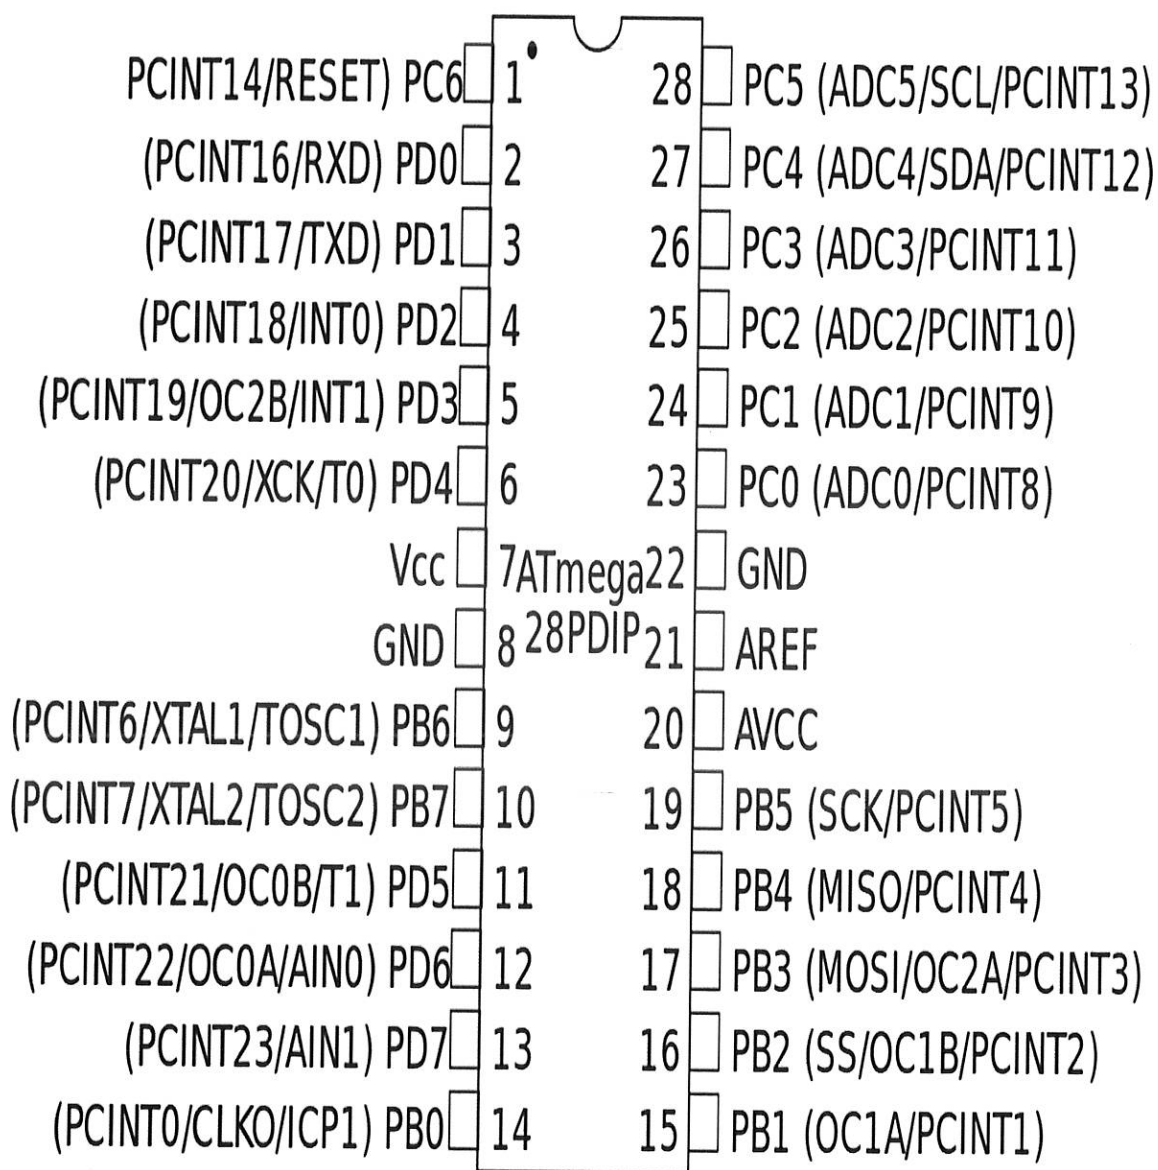 PCINT14/RESET) PC6 1 28 PC5 (ADC5/SCL/PCINT13)
(PCINT16/RXD) PD0 2 27 PC4 (ADC4/SDA/PCINT12)
(PCINT17/TXD) PD1 3 26 PC3 (ADC3/PCINT11)
(PCINT18/INT0) PD2 4 25 PC2 (ADC2/PCINT10)
(PCINT19/OC2B/INT1) PD3 5 24 PC1 (ADC1/PCINT9)
(PCINT20/XCK/T0) PD4 6 23 PC0 (ADC0/PCINT8)
Vcc 7 ATmega 22 GND
GND 8 28PDIP 21 AREF
(PCINT6/XTAL1/TOSC1) PB6 9 20 AVCC
(PCINT7/XTAL2/TOSC2) PB7 10 19 PB5 (SCK/PCINT5)
(PCINT21/OC0B/T1) PD5 11 18 PB4 (MISO/PCINT4)
(PCINT22/OC0A/AIN0) PD6 12 17 PB3 (MOSI/OC2A/PCINT3)
(PCINT23/AIN1) PD7 13 16 PB2 (SS/OC1B/PCINT2)
(PCINT0/CLKO/ICP1) PB0 14 15 PB1 (OC1A/PCINT1)